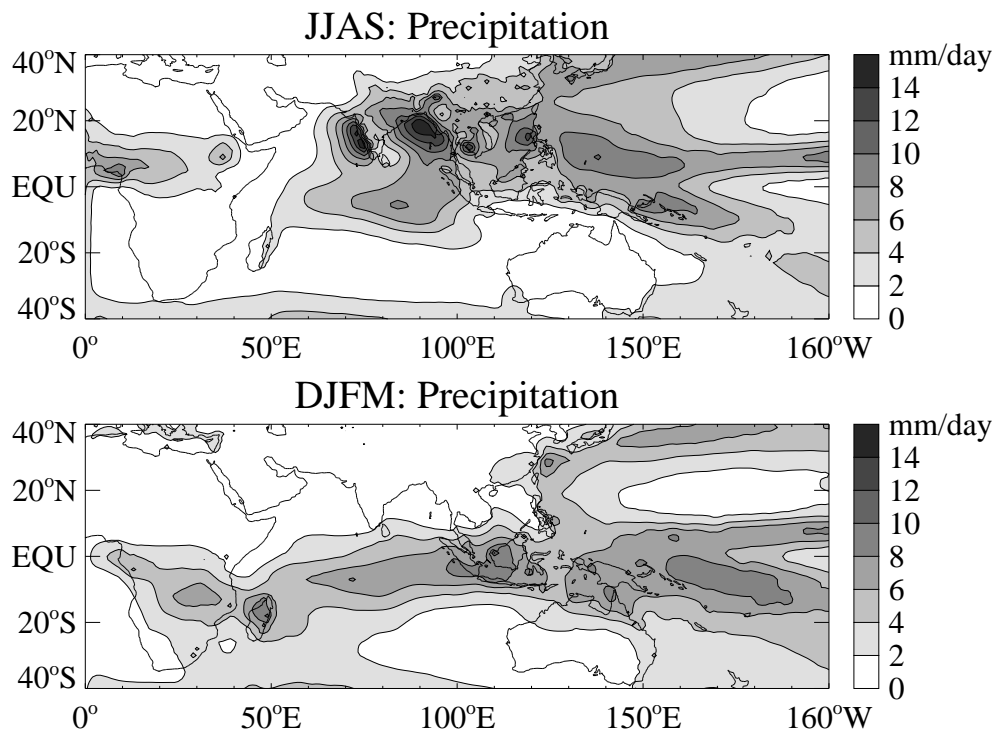 JJAS: Precipitation
40°N
20°N
EQU
20°S
40°S
0° 50°E 100°E 150°E 160°W
mm/day
14
12
10
8
6
4
2
0
DJFM: Precipitation
40°N
20°N
EQU
20°S
40°S
0° 50°E 100°E 150°E 160°W
mm/day
14
12
10
8
6
4
2
0